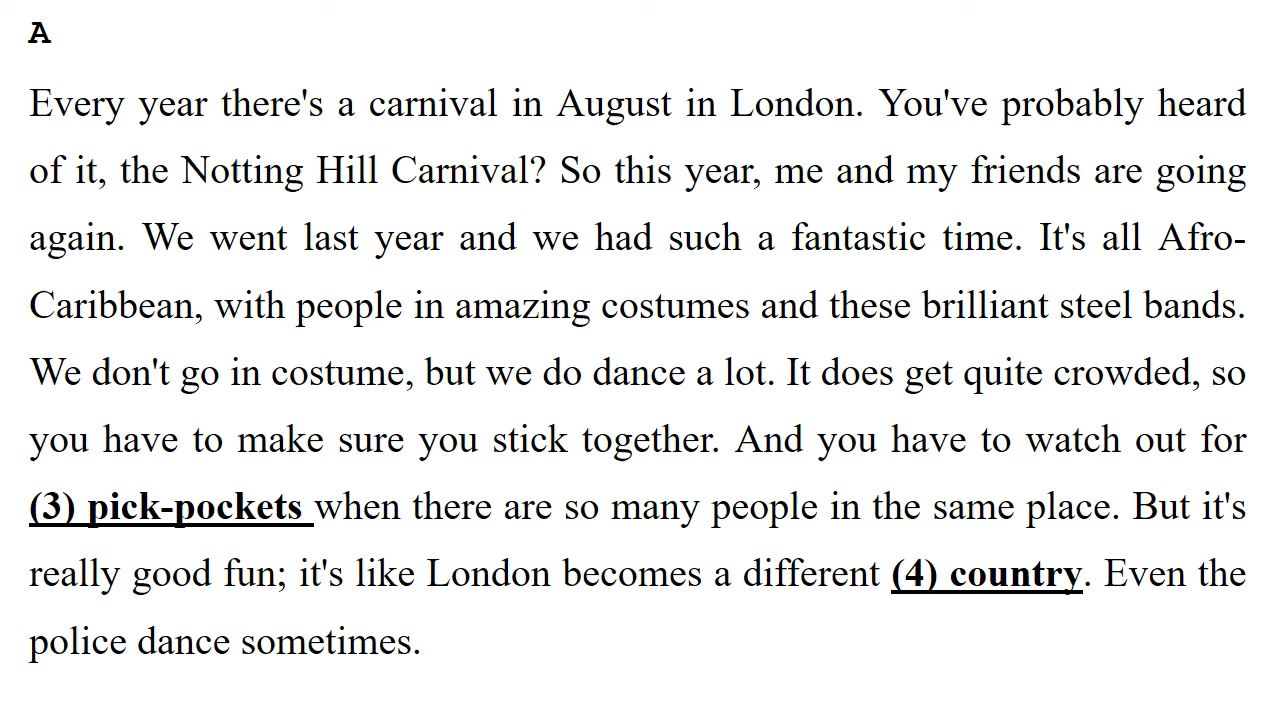 A
Every year there's a carnival in August in London. You've probably heard
of it, the Notting Hill Carnival? So this year, me and my friends are going
again. We went last year and we had such a fantastic time. It's all Afro-
Caribbean, with people in amazing costumes and these brilliant steel bands.
We don't go in costume, but we do dance a lot. It does get quite crowded, so
you have to make sure you stick together. And you have to watch out for
(3) pick-pockets when there are so many people in the same place. But it's
really good fun; it's like London becomes a different (4) country. Even the
police dance sometimes.